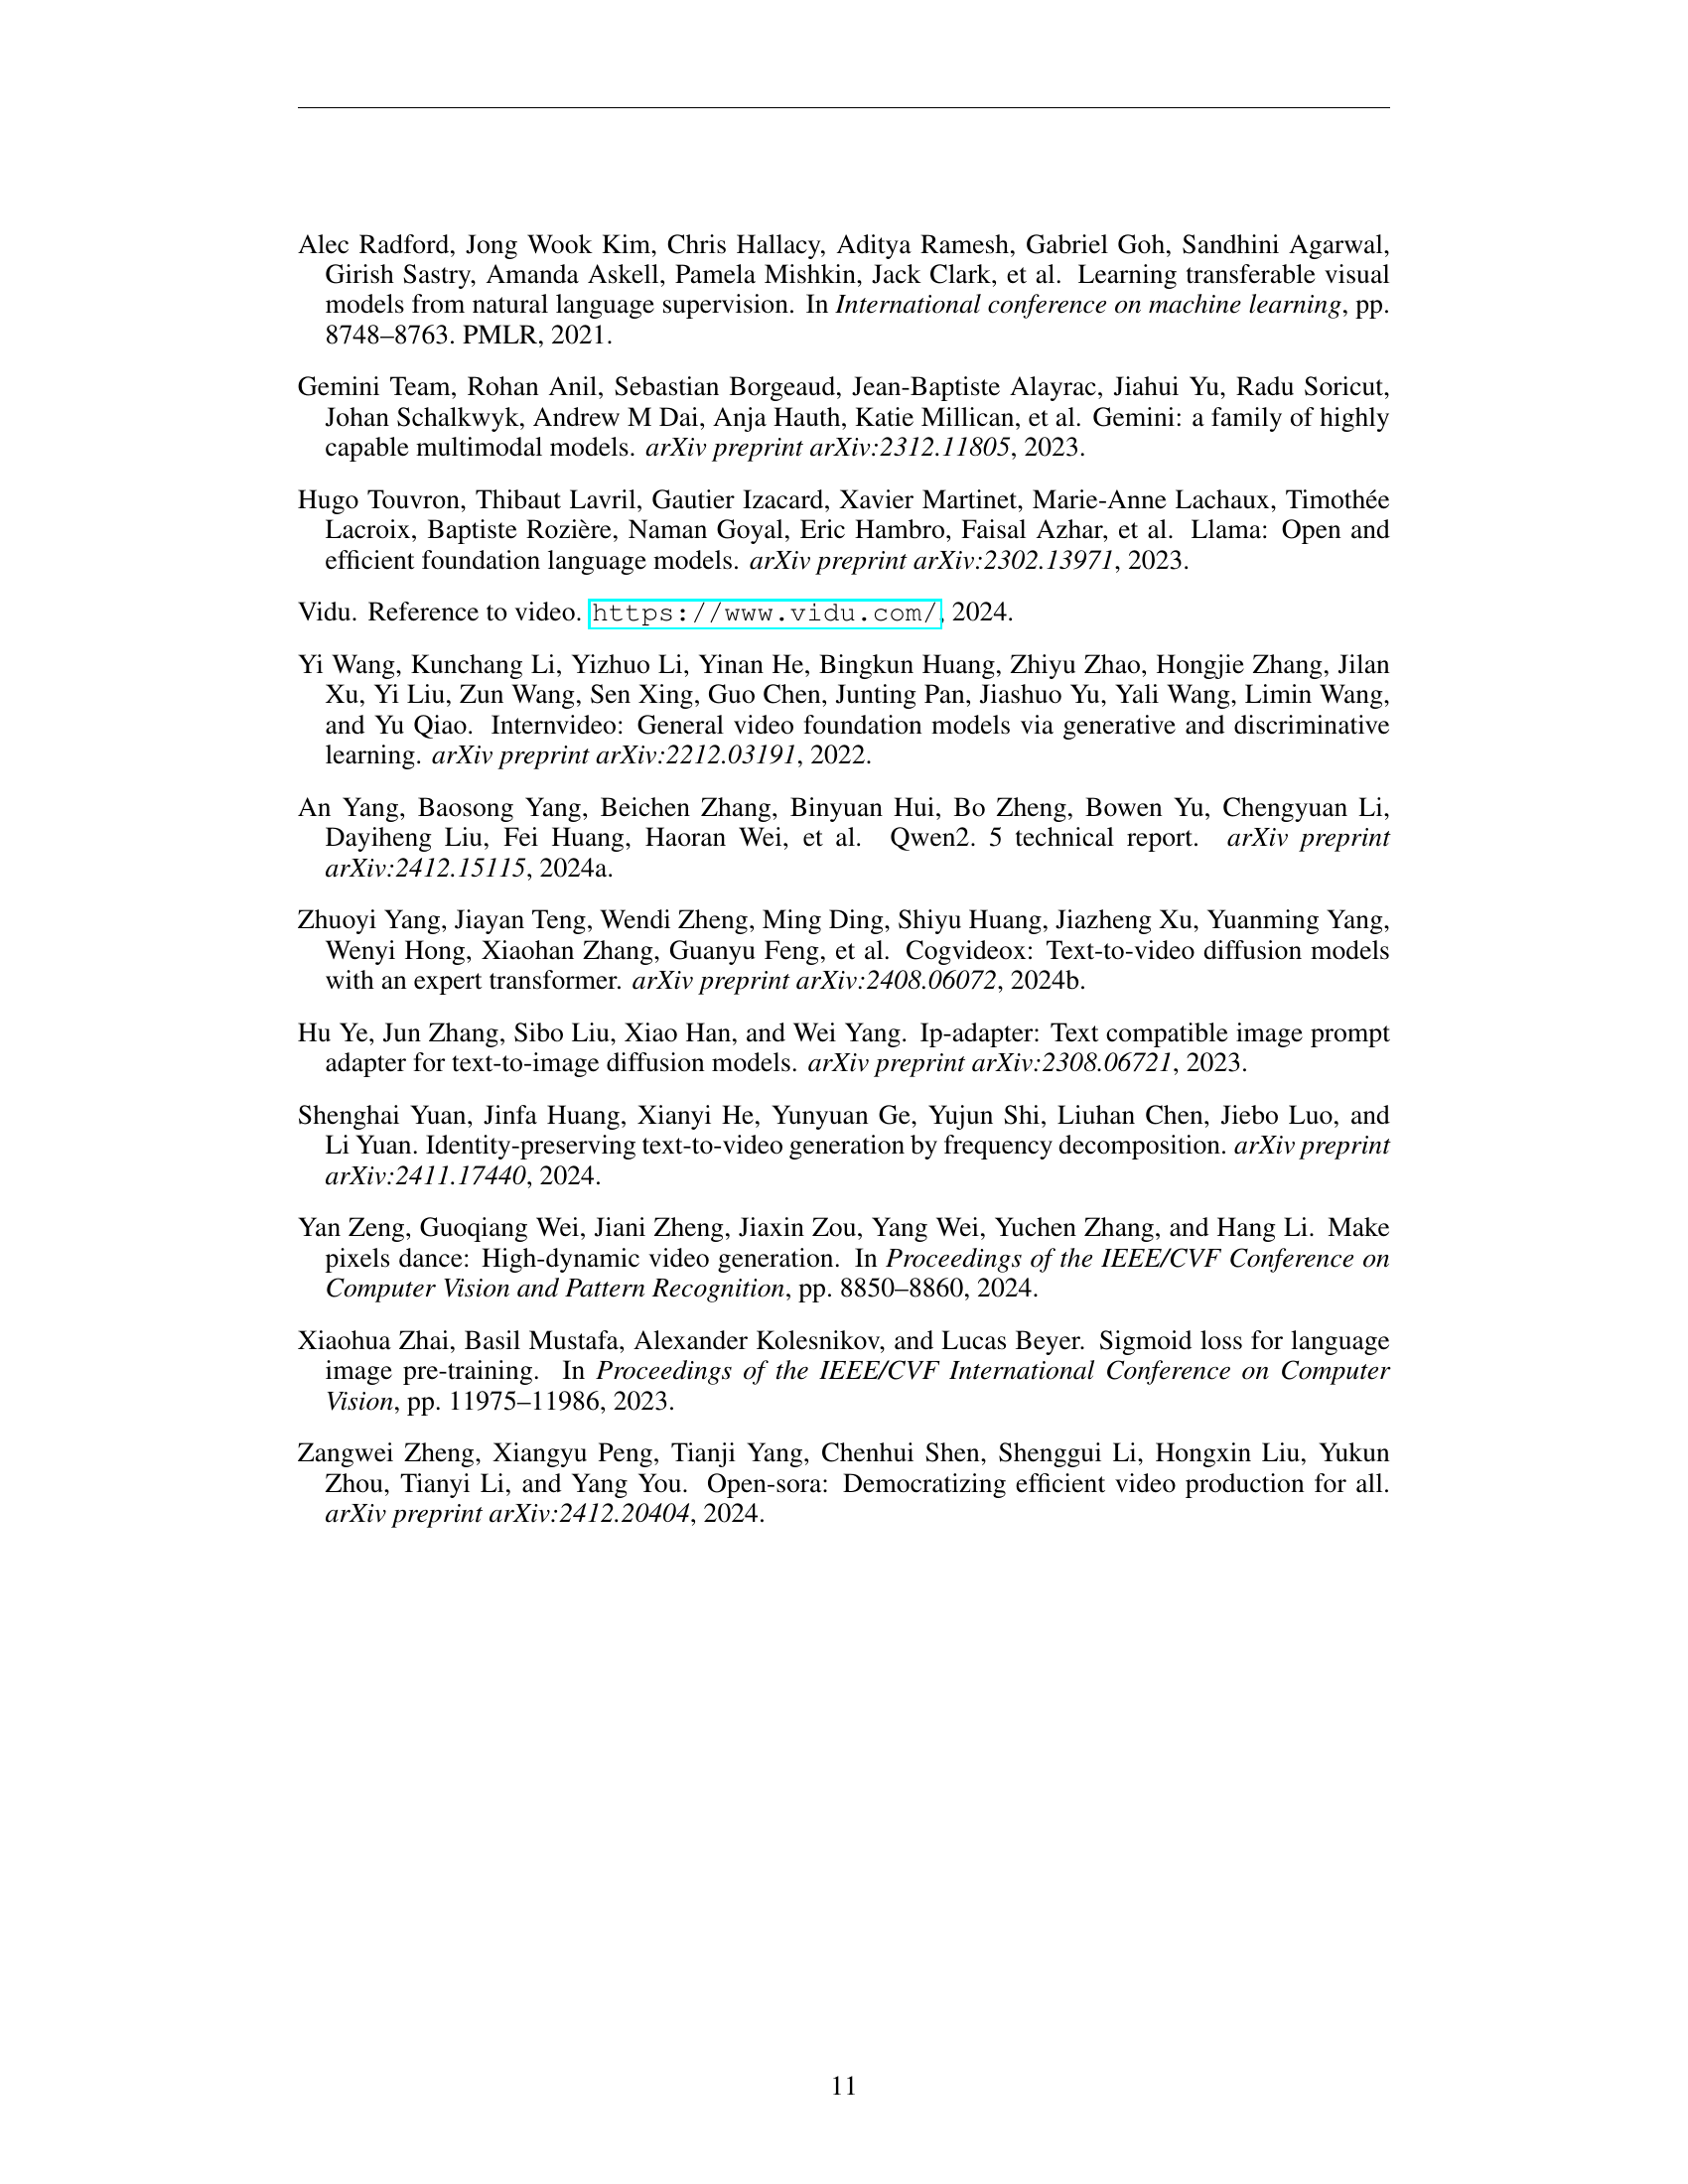 Alec Radford, Jong Wook Kim, Chris Hallacy, Aditya Ramesh, Gabriel Goh, Sandhini Agarwal,
Girish Sastry, Amanda Askell, Pamela Mishkin, Jack Clark, et al. Learning transferable visual
models from natural language supervision. In International conference on machine learning, pp.
8748–8763. PMLR, 2021.
Gemini Team, Rohan Anil, Sebastian Borgeaud, Jean-Baptiste Alayrac, Jiahui Yu, Radu Soricut,
Johan Schalkwyk, Andrew M Dai, Anja Hauth, Katie Millican, et al. Gemini: a family of highly
capable multimodal models. arXiv preprint arXiv:2312.11805, 2023.
Hugo Touvron, Thibaut Lavril, Gautier Izacard, Xavier Martinet, Marie-Anne Lachaux, Timothée
Lacroix, Baptiste Rozière, Naman Goyal, Eric Hambro, Faisal Azhar, et al. Llama: Open and
efficient foundation language models. arXiv preprint arXiv:2302.13971, 2023.
Vidu. Reference to video. https://www.vidu.com/, 2024.
Yi Wang, Kunchang Li, Yizhuo Li, Yinan He, Bingkun Huang, Zhiyu Zhao, Hongjie Zhang, Jilan
Xu, Yi Liu, Zun Wang, Sen Xing, Guo Chen, Junting Pan, Jiashuo Yu, Yali Wang, Limin Wang,
and Yu Qiao. Internvideo: General video foundation models via generative and discriminative
learning. arXiv preprint arXiv:2212.03191, 2022.
An Yang, Baosong Yang, Beichen Zhang, Binyuan Hui, Bo Zheng, Bowen Yu, Chengyuan Li,
Dayiheng Liu, Fei Huang, Haoran Wei, et al. Qwen2. 5 technical report. arXiv preprint
arXiv:2412.15115, 2024a.
Zhuoyi Yang, Jiayan Teng, Wendi Zheng, Ming Ding, Shiyu Huang, Jiazheng Xu, Yuanming Yang,
Wenyi Hong, Xiaohan Zhang, Guanyu Feng, et al. Cogvideox: Text-to-video diffusion models
with an expert transformer. arXiv preprint arXiv:2408.06072, 2024b.
Hu Ye, Jun Zhang, Sibo Liu, Xiao Han, and Wei Yang. Ip-adapter: Text compatible image prompt
adapter for text-to-image diffusion models. arXiv preprint arXiv:2308.06721, 2023.
Shenghai Yuan, Jinfa Huang, Xianyi He, Yunyuan Ge, Yujun Shi, Liuhan Chen, Jiebo Luo, and
Li Yuan. Identity-preserving text-to-video generation by frequency decomposition. arXiv preprint
arXiv:2411.17440, 2024.
Yan Zeng, Guoqiang Wei, Jiani Zheng, Jiaxin Zou, Yang Wei, Yuchen Zhang, and Hang Li. Make
pixels dance: High-dynamic video generation. In Proceedings of the IEEE/CVF Conference on
Computer Vision and Pattern Recognition, pp. 8850–8860, 2024.
Xiaohua Zhai, Basil Mustafa, Alexander Kolesnikov, and Lucas Beyer. Sigmoid loss for language
image pre-training. In Proceedings of the IEEE/CVF International Conference on Computer
Vision, pp. 11975–11986, 2023.
Zangwei Zheng, Xiangyu Peng, Tianji Yang, Chenhui Shen, Shenggui Li, Hongxin Liu, Yukun
Zhou, Tianyi Li, and Yang You. Open-sora: Democratizing efficient video production for all.
arXiv preprint arXiv:2412.20404, 2024.
11